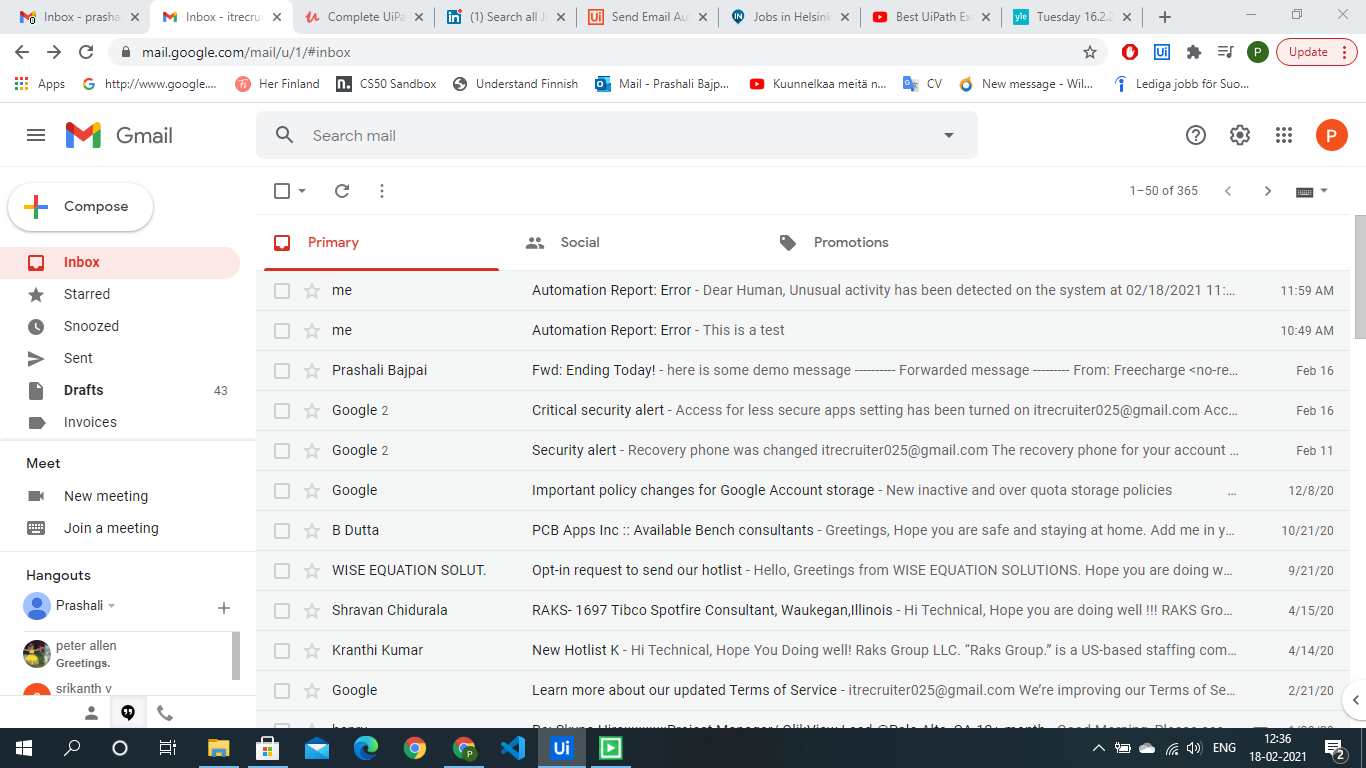 Inbox - prasha
Inbox - itrecrui
Complete UiPa
(1) Search all J
Send Email Au
Jobs in Helsink
Best UiPath Ex
yle Tuesday 16.2.2
mail.google.com/mail/u/1/#inbox
P Update
Apps
http://www.google....
Her Finland
CS50 Sandbox
Understand Finnish
Mail - Prashali Bajp...
Kuunnelkaa meitä n...
CV
New message - Wil...
Lediga jobb för Suo...
Gmail
Search mail
P
Compose
1–50 of 365
Primary
Social
Promotions
Inbox
Starred
Snoozed
Sent
Drafts 43
Invoices
Meet
New meeting
Join a meeting
Hangouts
Prashali
peter allen
Greetings.
srikanth v
me Automation Report: Error - Dear Human, Unusual activity has been detected on the system at 02/18/2021 11:... 11:59 AM
me Automation Report: Error - This is a test 10:49 AM
Prashali Bajpai Fwd: Ending Today! - here is some demo message ---------- Forwarded message --------- From: Freecharge <no-re... Feb 16
Google 2 Critical security alert - Access for less secure apps setting has been turned on itrecruiter025@gmail.com Acc... Feb 16
Google 2 Security alert - Recovery phone was changed itrecruiter025@gmail.com The recovery phone for your account ... Feb 11
Google Important policy changes for Google Account storage - New inactive and over quota storage policies ... 12/8/20
B Dutta PCB Apps Inc :: Available Bench consultants - Greetings, Hope you are safe and staying at home. Add me in y... 10/21/20
WISE EQUATION SOLUT. Opt-in request to send our hotlist - Hello, Greetings from WISE EQUATION SOLUTIONS. Hope you are doing w... 9/21/20
Shravan Chidurala RAKS- 1697 Tibco Spotfire Consultant, Waukegan,Illinois - Hi Technical, Hope you are doing well !!! RAKS Gro... 4/15/20
Kranthi Kumar New Hotlist K - Hi Technical, Hope You Doing well! Raks Group LLC. “Raks Group.” is a US-based staffing com... 4/14/20
Google Learn more about our updated Terms of Service - itrecruiter025@gmail.com We’re improving our Terms of Se... 2/21/20
ENG
12:36
18-02-2021
2